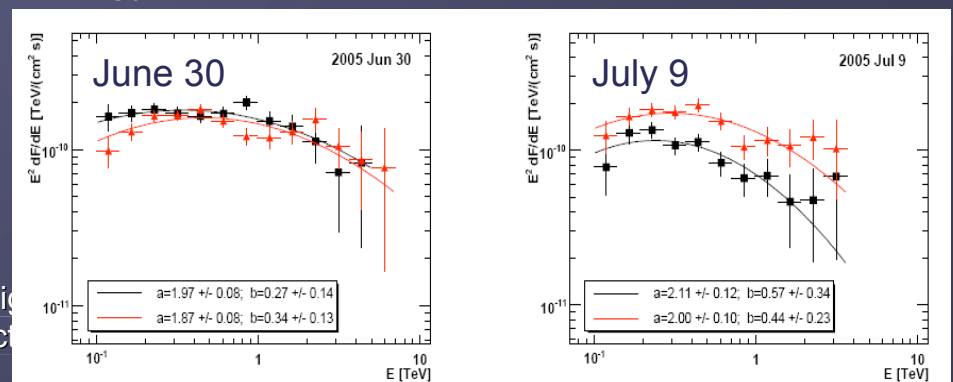 June 30
2005 Jun 30
E² dF/dE [TeV/(cm² s)]
10⁻¹⁰
10⁻¹¹
a=1.97 +/- 0.08; b=0.27 +/- 0.14
a=1.87 +/- 0.08; b=0.34 +/- 0.13
10⁻¹
1
10
E [TeV]
July 9
2005 Jul 9
E² dF/dE [TeV/(cm² s)]
10⁻¹⁰
10⁻¹¹
a=2.11 +/- 0.12; b=0.57 +/- 0.34
a=2.00 +/- 0.10; b=0.44 +/- 0.23
10⁻¹
1
10
E [TeV]